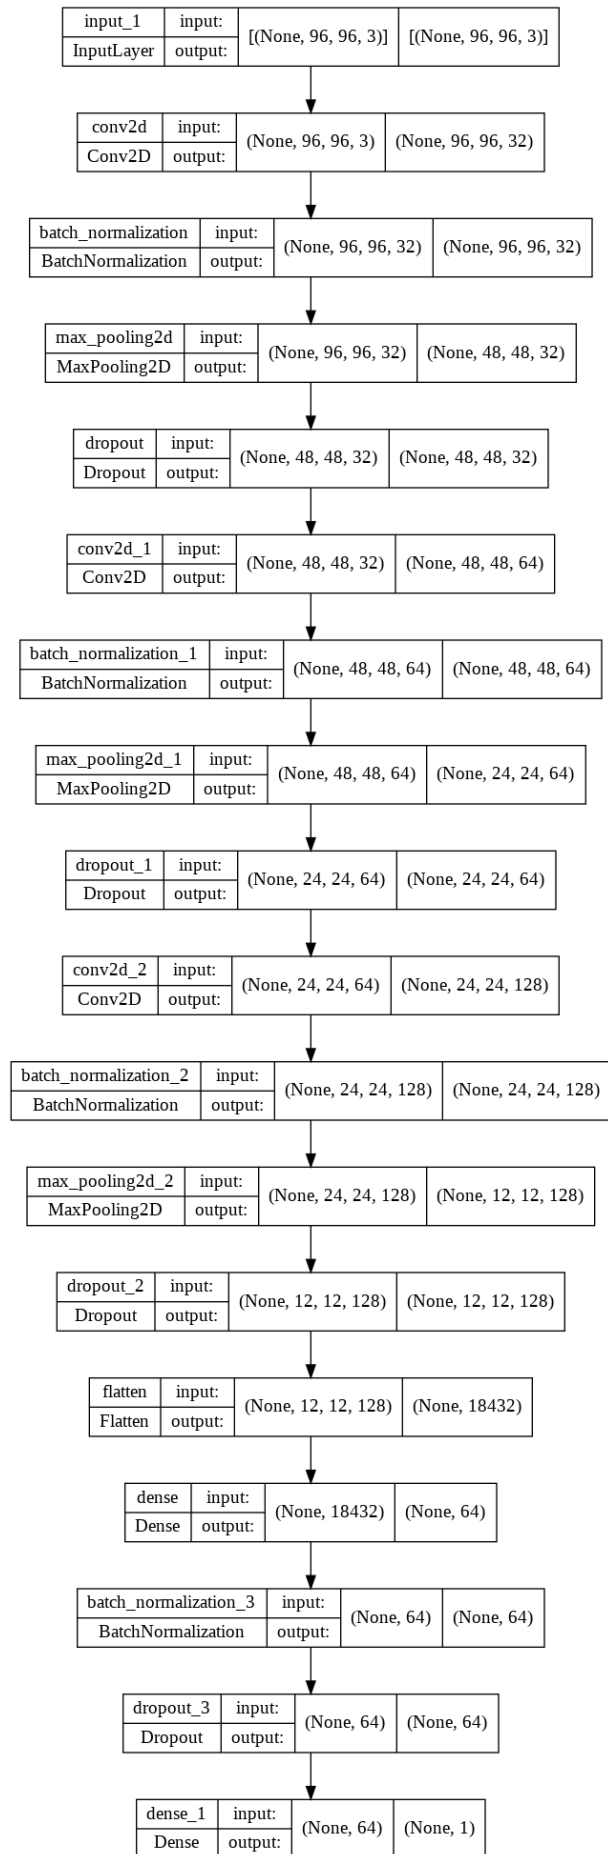 input_1 input: [(None, 96, 96, 3)] [(None, 96, 96, 3)]
InputLayer output:
conv2d input: (None, 96, 96, 3) (None, 96, 96, 32)
Conv2D output:
batch_normalization input: (None, 96, 96, 32) (None, 96, 96, 32)
BatchNormalization output:
max_pooling2d input: (None, 96, 96, 32) (None, 48, 48, 32)
MaxPooling2D output:
dropout input: (None, 48, 48, 32) (None, 48, 48, 32)
Dropout output:
conv2d_1 input: (None, 48, 48, 32) (None, 48, 48, 64)
Conv2D output:
batch_normalization_1 input: (None, 48, 48, 64) (None, 48, 48, 64)
BatchNormalization output:
max_pooling2d_1 input: (None, 48, 48, 64) (None, 24, 24, 64)
MaxPooling2D output:
dropout_1 input: (None, 24, 24, 64) (None, 24, 24, 64)
Dropout output:
conv2d_2 input: (None, 24, 24, 64) (None, 24, 24, 128)
Conv2D output:
batch_normalization_2 input: (None, 24, 24, 128) (None, 24, 24, 128)
BatchNormalization output:
max_pooling2d_2 input: (None, 24, 24, 128) (None, 12, 12, 128)
MaxPooling2D output:
dropout_2 input: (None, 12, 12, 128) (None, 12, 12, 128)
Dropout output:
flatten input: (None, 12, 12, 128) (None, 18432)
Flatten output:
dense input: (None, 18432) (None, 64)
Dense output:
batch_normalization_3 input: (None, 64) (None, 64)
BatchNormalization output:
dropout_3 input: (None, 64) (None, 64)
Dropout output:
dense_1 input: (None, 64) (None, 1)
Dense output: